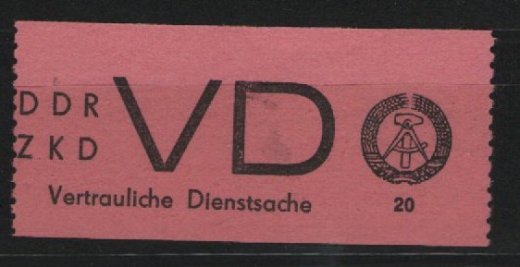 DDR
ZKD
VD
Vertrauliche Dienstsache
20